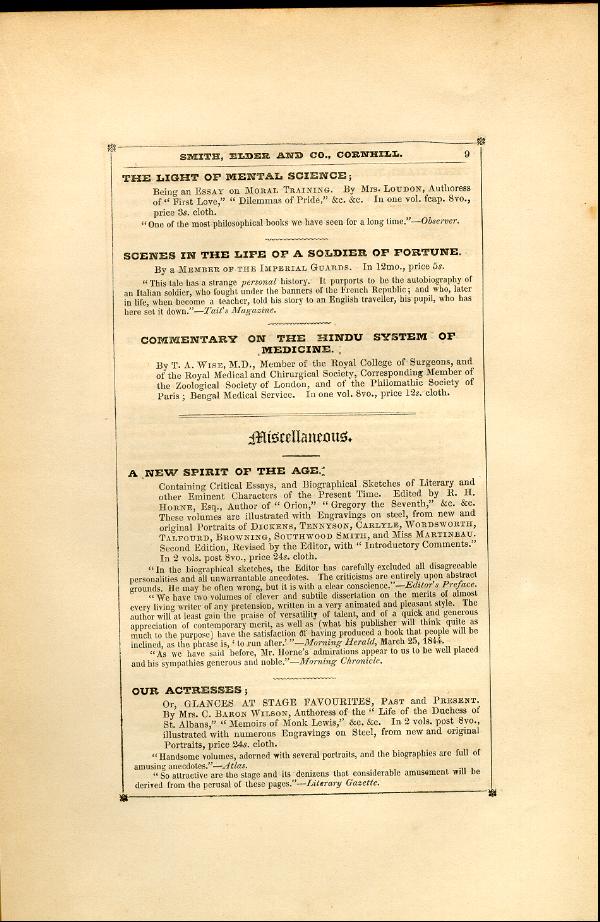 SMITH, ELDER AND CO., CORNHILL. 9
THE LIGHT OF MENTAL SCIENCE;
Being an ESSAY on MORAL TRAINING. By MRS. LOUDON, Authoress
of “ First Love,” “ Dilemmas of Pride,” &c. &c. In one vol. fcap. 8vo.,
price 3s. cloth.
“One of the most philosophical books we have seen for a long time.”—Observer.
SCENES IN THE LIFE OF A SOLDIER OF FORTUNE.
By a MEMBER OF THE IMPERIAL GUARDS. In 12mo., price 5s.
“This tale has a strange personal history. It purports to be the autobiography of
an Italian soldier, who fought under the banners of the French Republic; and who, later
in life, when become a teacher, told his story to an English traveller, his pupil, who has
here set it down.”—Tait's Magazine.
COMMENTARY ON THE HINDU SYSTEM OF
MEDICINE.
By T. A. WISE, M.D., Member of the Royal College of Surgeons, and
of the Royal Medical and Chirurgical Society, Corresponding Member of
the Zoological Society of London, and of the Philomathic Society of
Paris ; Bengal Medical Service. In one vol. 8vo., price 12s. cloth.
Miscellaneous.
A NEW SPIRIT OF THE AGE.
Containing Critical Essays, and Biographical Sketches of Literary and
other Eminent Characters of the Present Time. Edited by R. H.
HORNE, Esq., Author of “ Orion,” “ Gregory the Seventh,” &c. &c.
These volumes are illustrated with Engravings on steel, from new and
original Portraits of DICKENS, TENNYSON, CARLYLE, WORDSWORTH,
TALFOURD, BROWNING, SOUTHWOOD SMITH, and Miss MARTINEAU.
Second Edition, Revised by the Editor, with “ Introductory Comments.”
In 2 vols. post 8vo., price 24s. cloth.
“In the biographical sketches, the Editor has carefully excluded all disagreeable
personalities and all unwarrantable anecdotes. The criticisms are entirely upon abstract
grounds. He may be often wrong, but it is with a clear conscience.”—Editor's Preface.
“We have two volumes of clever and subtile dissertation on the merits of almost
every living writer of any pretension, written in a very animated and pleasant style. The
author will at least gain the praise of versatility of talent, and of a quick and generous
appreciation of contemporary merit, as well as (what his publisher will think quite as
much to the purpose) have the satisfaction of having produced a book that people will be
inclined, as the phrase is, ‘ to run after.’ ”—Morning Herald, March 25, 1844.
“As we have said before, Mr. Horne's admirations appear to us to be well placed
and his sympathies generous and noble.”—Morning Chronicle.
OUR ACTRESSES;
Or, GLANCES AT STAGE FAVOURITES, PAST and PRESENT.
By MRS. C. BARON WILSON, Authoress of the “ Life of the Duchess of
St. Albans,” “ Memoirs of Monk Lewis,” &c. &c. In 2 vols. post 8vo.,
illustrated with numerous Engravings on Steel, from new and original
Portraits, price 24s. cloth.
“Handsome volumes, adorned with several portraits, and the biographies are full of
amusing anecdotes.”—Atlas.
“So attractive are the stage and its denizens that considerable amusement will be
derived from the perusal of these pages.”—Literary Gazette.